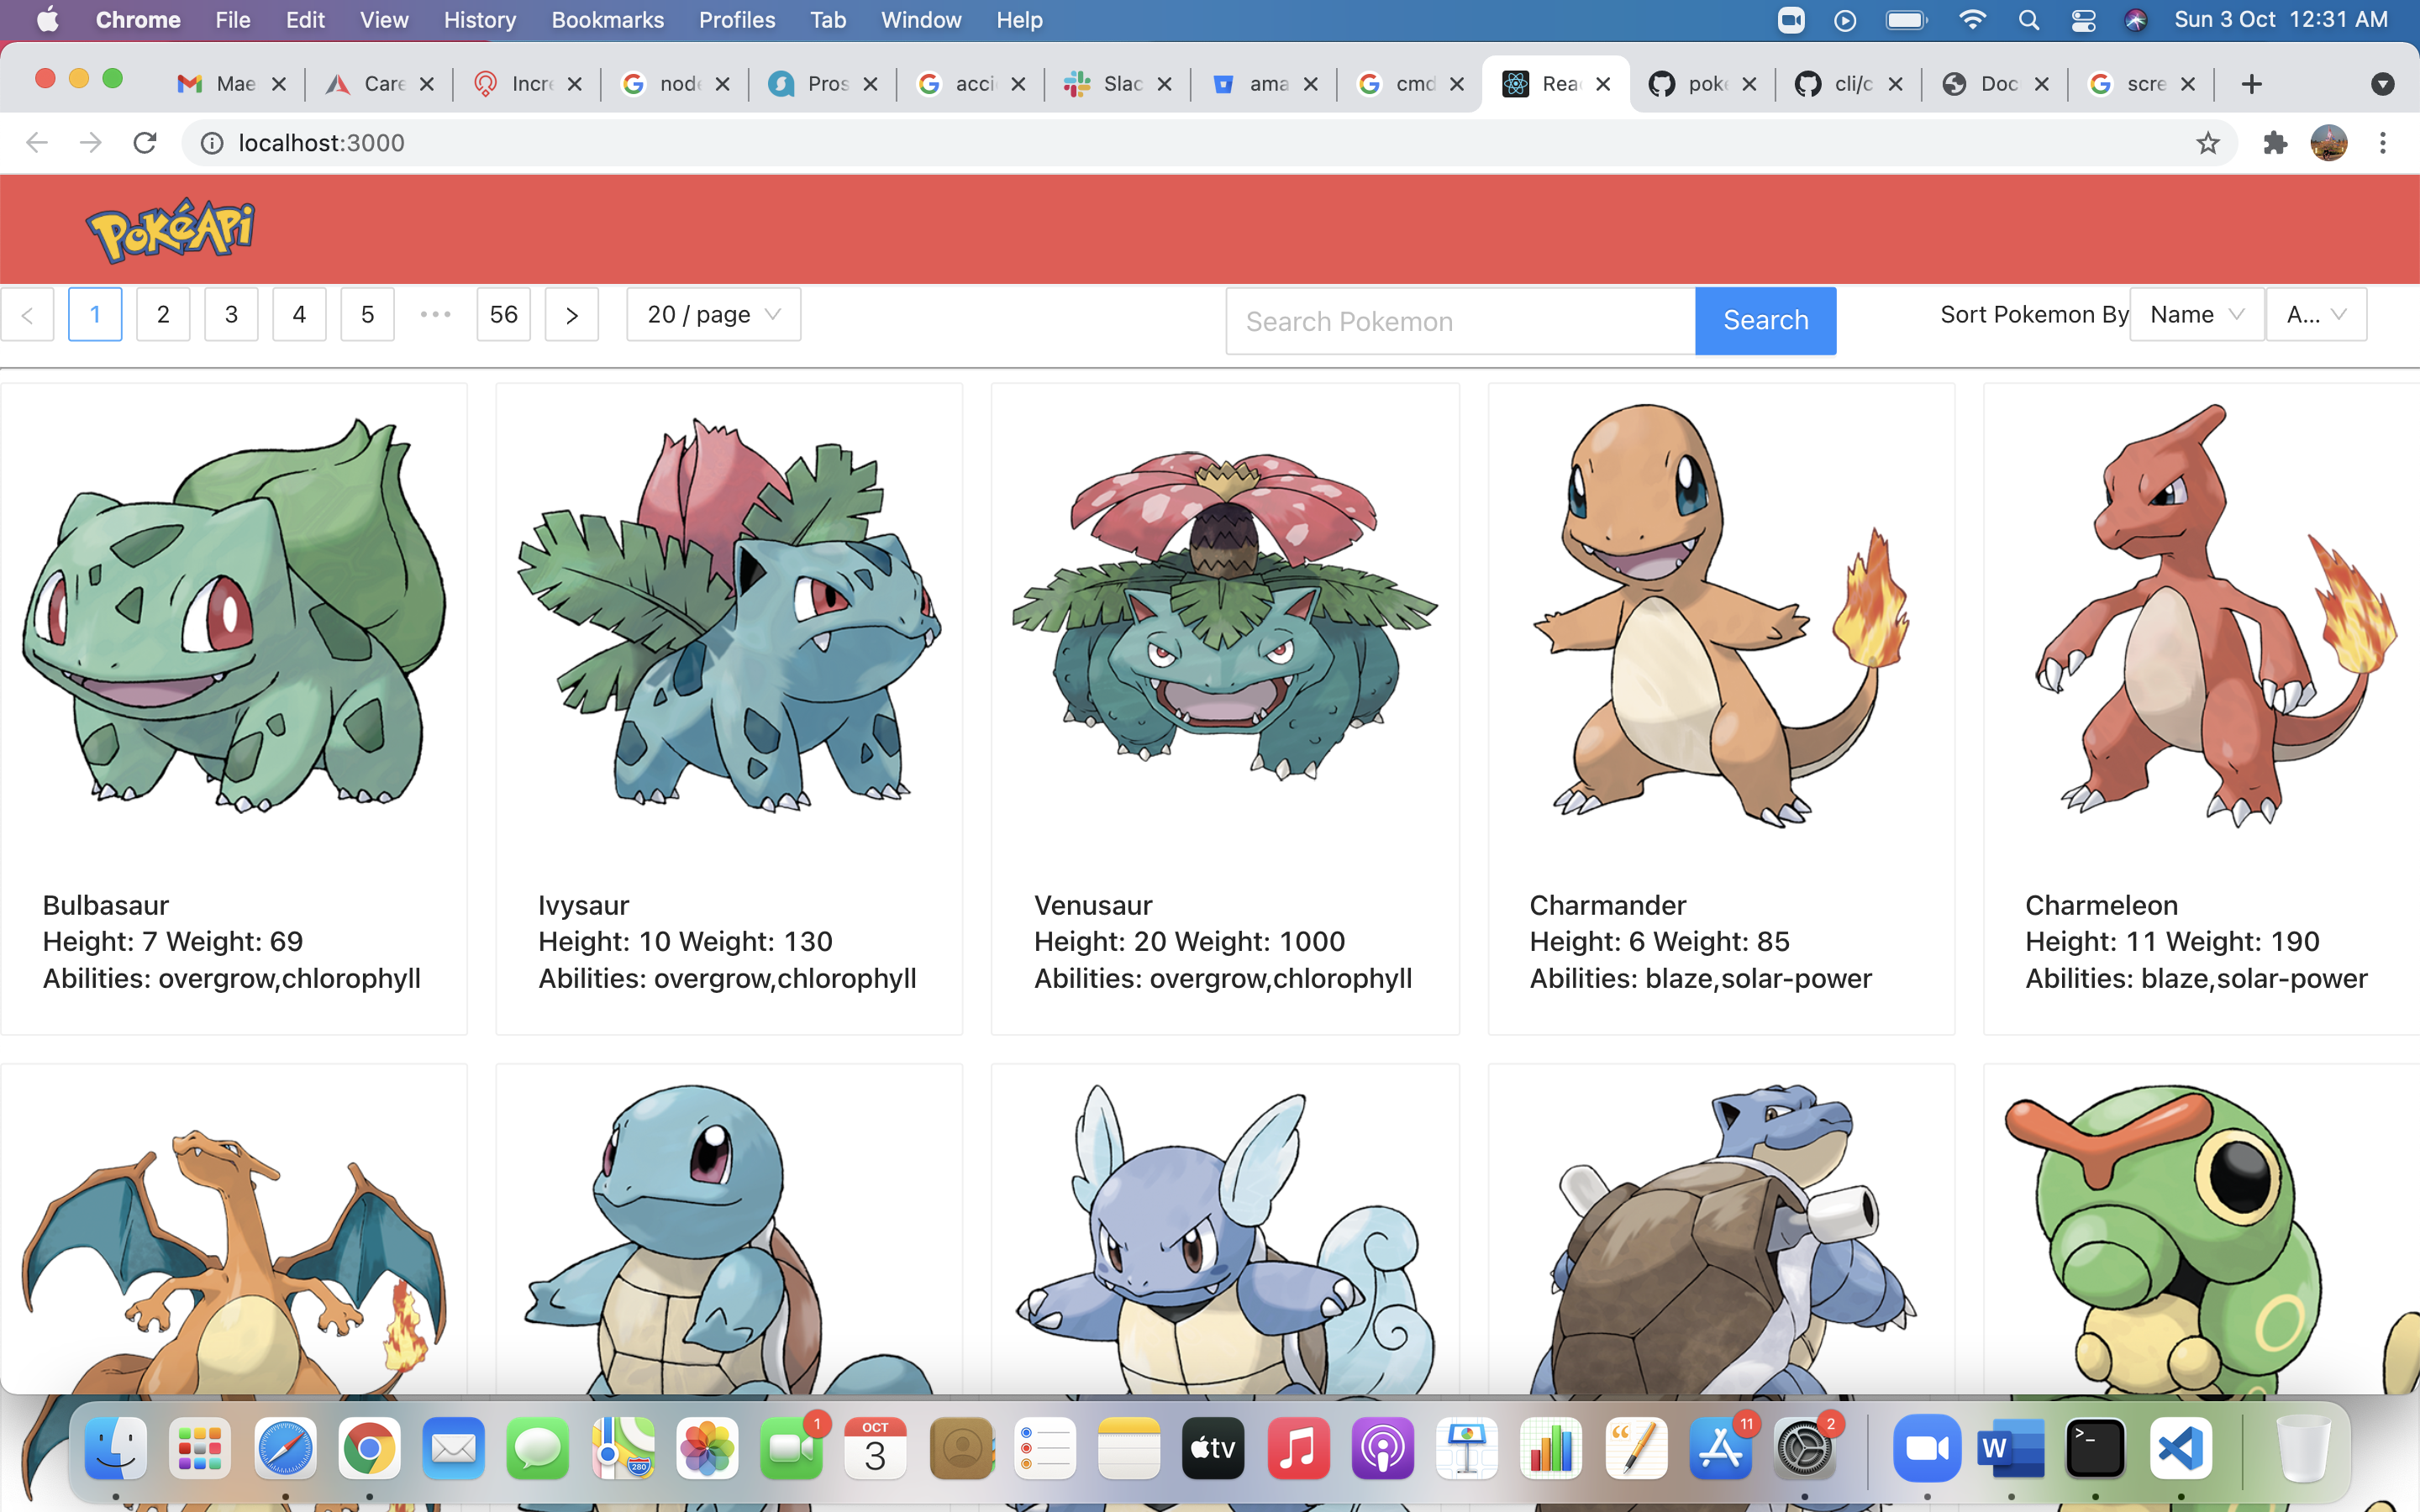 Chrome File Edit View History Bookmarks Profiles Tab Window Help Sun 3 Oct 12:31 AM
Mae Care Incre node Pros acci Slac ama cmd Reac poke cli/c Doc scre
localhost:3000
PokéAPi
< 1 2 3 4 5 ••• 56 > 20 / page Search Pokemon Search Sort Pokemon By Name A...
Bulbasaur
Height: 7 Weight: 69
Abilities: overgrow,chlorophyll
Ivysaur
Height: 10 Weight: 130
Abilities: overgrow,chlorophyll
Venusaur
Height: 20 Weight: 1000
Abilities: overgrow,chlorophyll
Charmander
Height: 6 Weight: 85
Abilities: blaze,solar-power
Charmeleon
Height: 11 Weight: 190
Abilities: blaze,solar-power
280
1
OCT
3
tv
11
2
W
>_